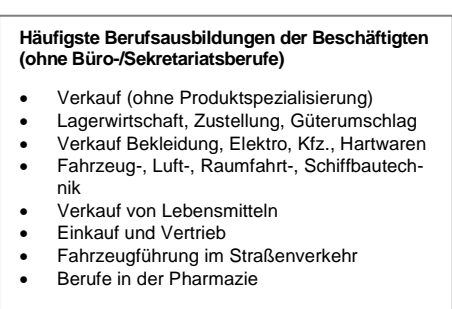 Häufigste Berufsausbildungen der Beschäftigten
(ohne Büro-/Sekretariatsberufe)
• Verkauf (ohne Produktspezialisierung)
• Lagerwirtschaft, Zustellung, Güterumschlag
• Verkauf Bekleidung, Elektro, Kfz., Hartwaren
• Fahrzeug-, Luft-, Raumfahrt-, Schiffbautech-
nik
• Verkauf von Lebensmitteln
• Einkauf und Vertrieb
• Fahrzeugführung im Straßenverkehr
• Berufe in der Pharmazie